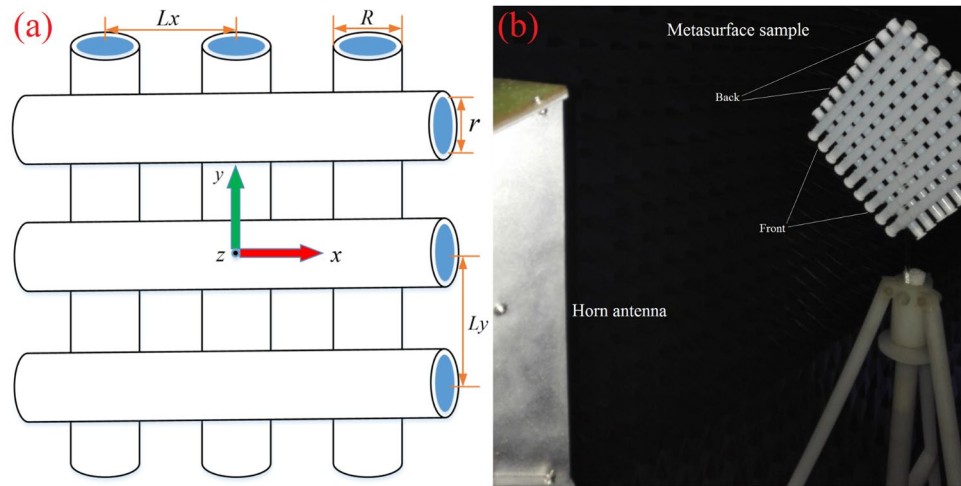 (a)
Lx
R
r
y
z
x
Ly
(b)
Metasurface sample
Back
Front
Horn antenna